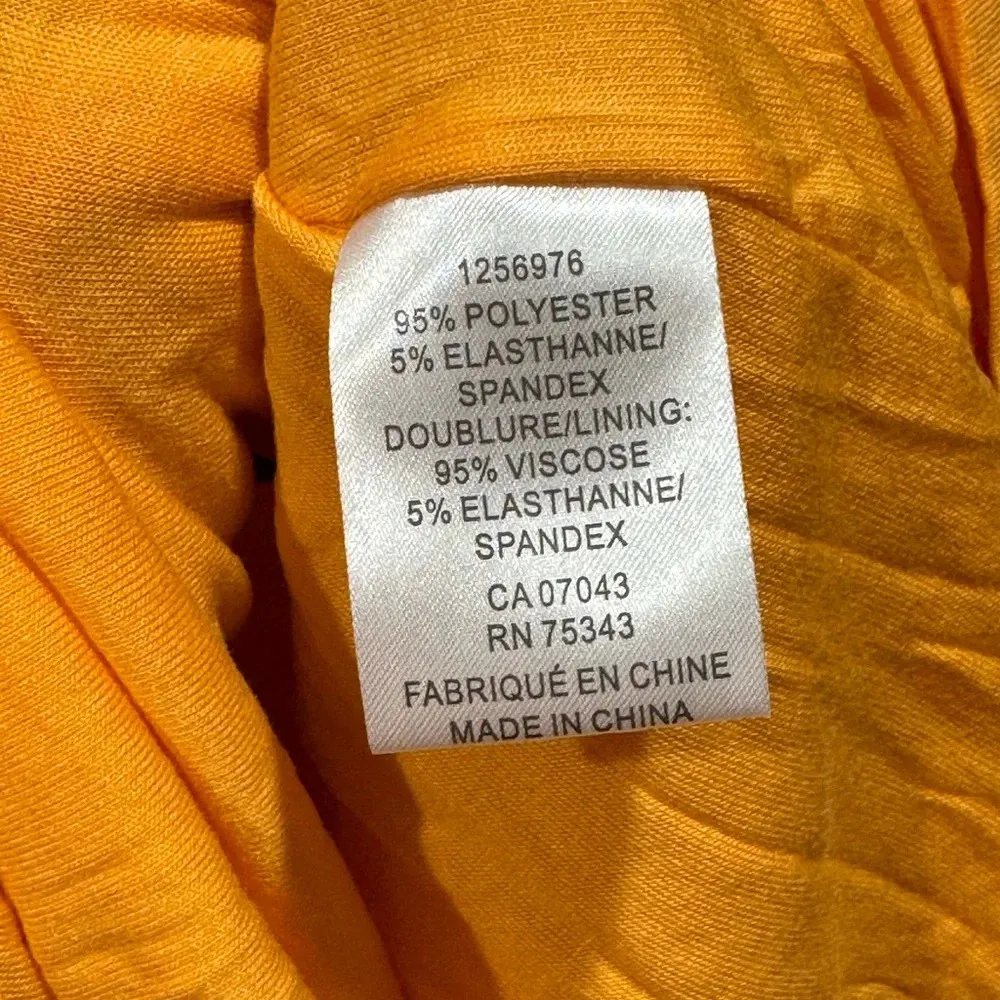 1256976
95% POLYESTER
5% ELASTHANNE/
SPANDEX
DOUBLURE/LINING:
95% VISCOSE
5% ELASTHANNE/
SPANDEX
CA 07043
RN 75343
FABRIQUÉ EN CHINE
MADE IN CHINA